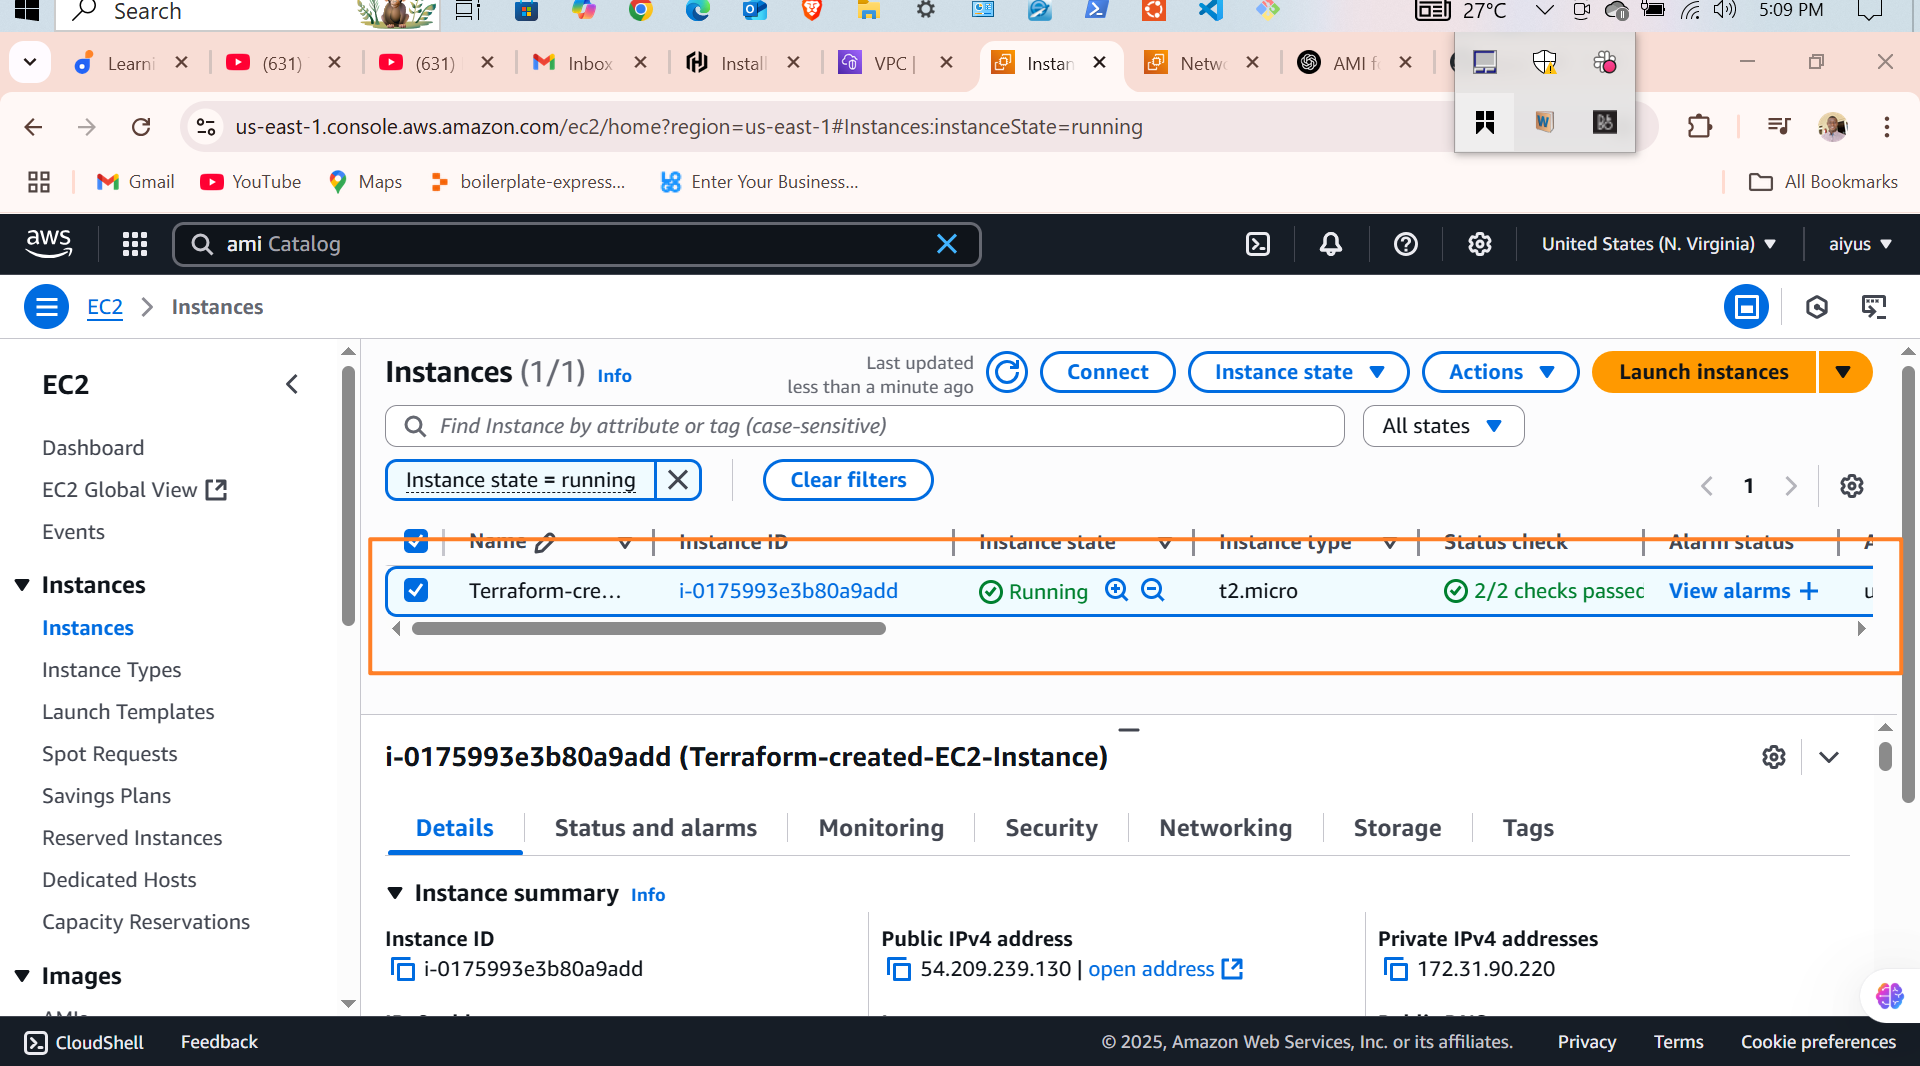 Search
27°C
5:09 PM
Learni
(631)
(631)
Inbox
Install
VPC |
Instan
Netwo
AMI fo
us-east-1.console.aws.amazon.com/ec2/home?region=us-east-1#Instances:instanceState=running
Gmail
YouTube
Maps
boilerplate-express...
Enter Your Business...
All Bookmarks
aws
ami Catalog
United States (N. Virginia)
aiyus
EC2
Instances
EC2
Dashboard
EC2 Global View
Events
Instances
Instances
Instance Types
Launch Templates
Spot Requests
Savings Plans
Reserved Instances
Dedicated Hosts
Capacity Reservations
Images
AMIs
Instances (1/1) Info
Last updated
less than a minute ago
Connect
Instance state
Actions
Launch instances
Find Instance by attribute or tag (case-sensitive)
All states
Instance state = running
Clear filters
1
Name
Instance ID
Instance state
Instance type
Status check
Alarm status
Terraform-cre...
i-0175993e3b80a9add
Running
t2.micro
2/2 checks passed
View alarms +
i-0175993e3b80a9add (Terraform-created-EC2-Instance)
Details
Status and alarms
Monitoring
Security
Networking
Storage
Tags
Instance summary Info
Instance ID
i-0175993e3b80a9add
Public IPv4 address
54.209.239.130 | open address
Private IPv4 addresses
172.31.90.220
CloudShell
Feedback
© 2025, Amazon Web Services, Inc. or its affiliates.
Privacy
Terms
Cookie preferences